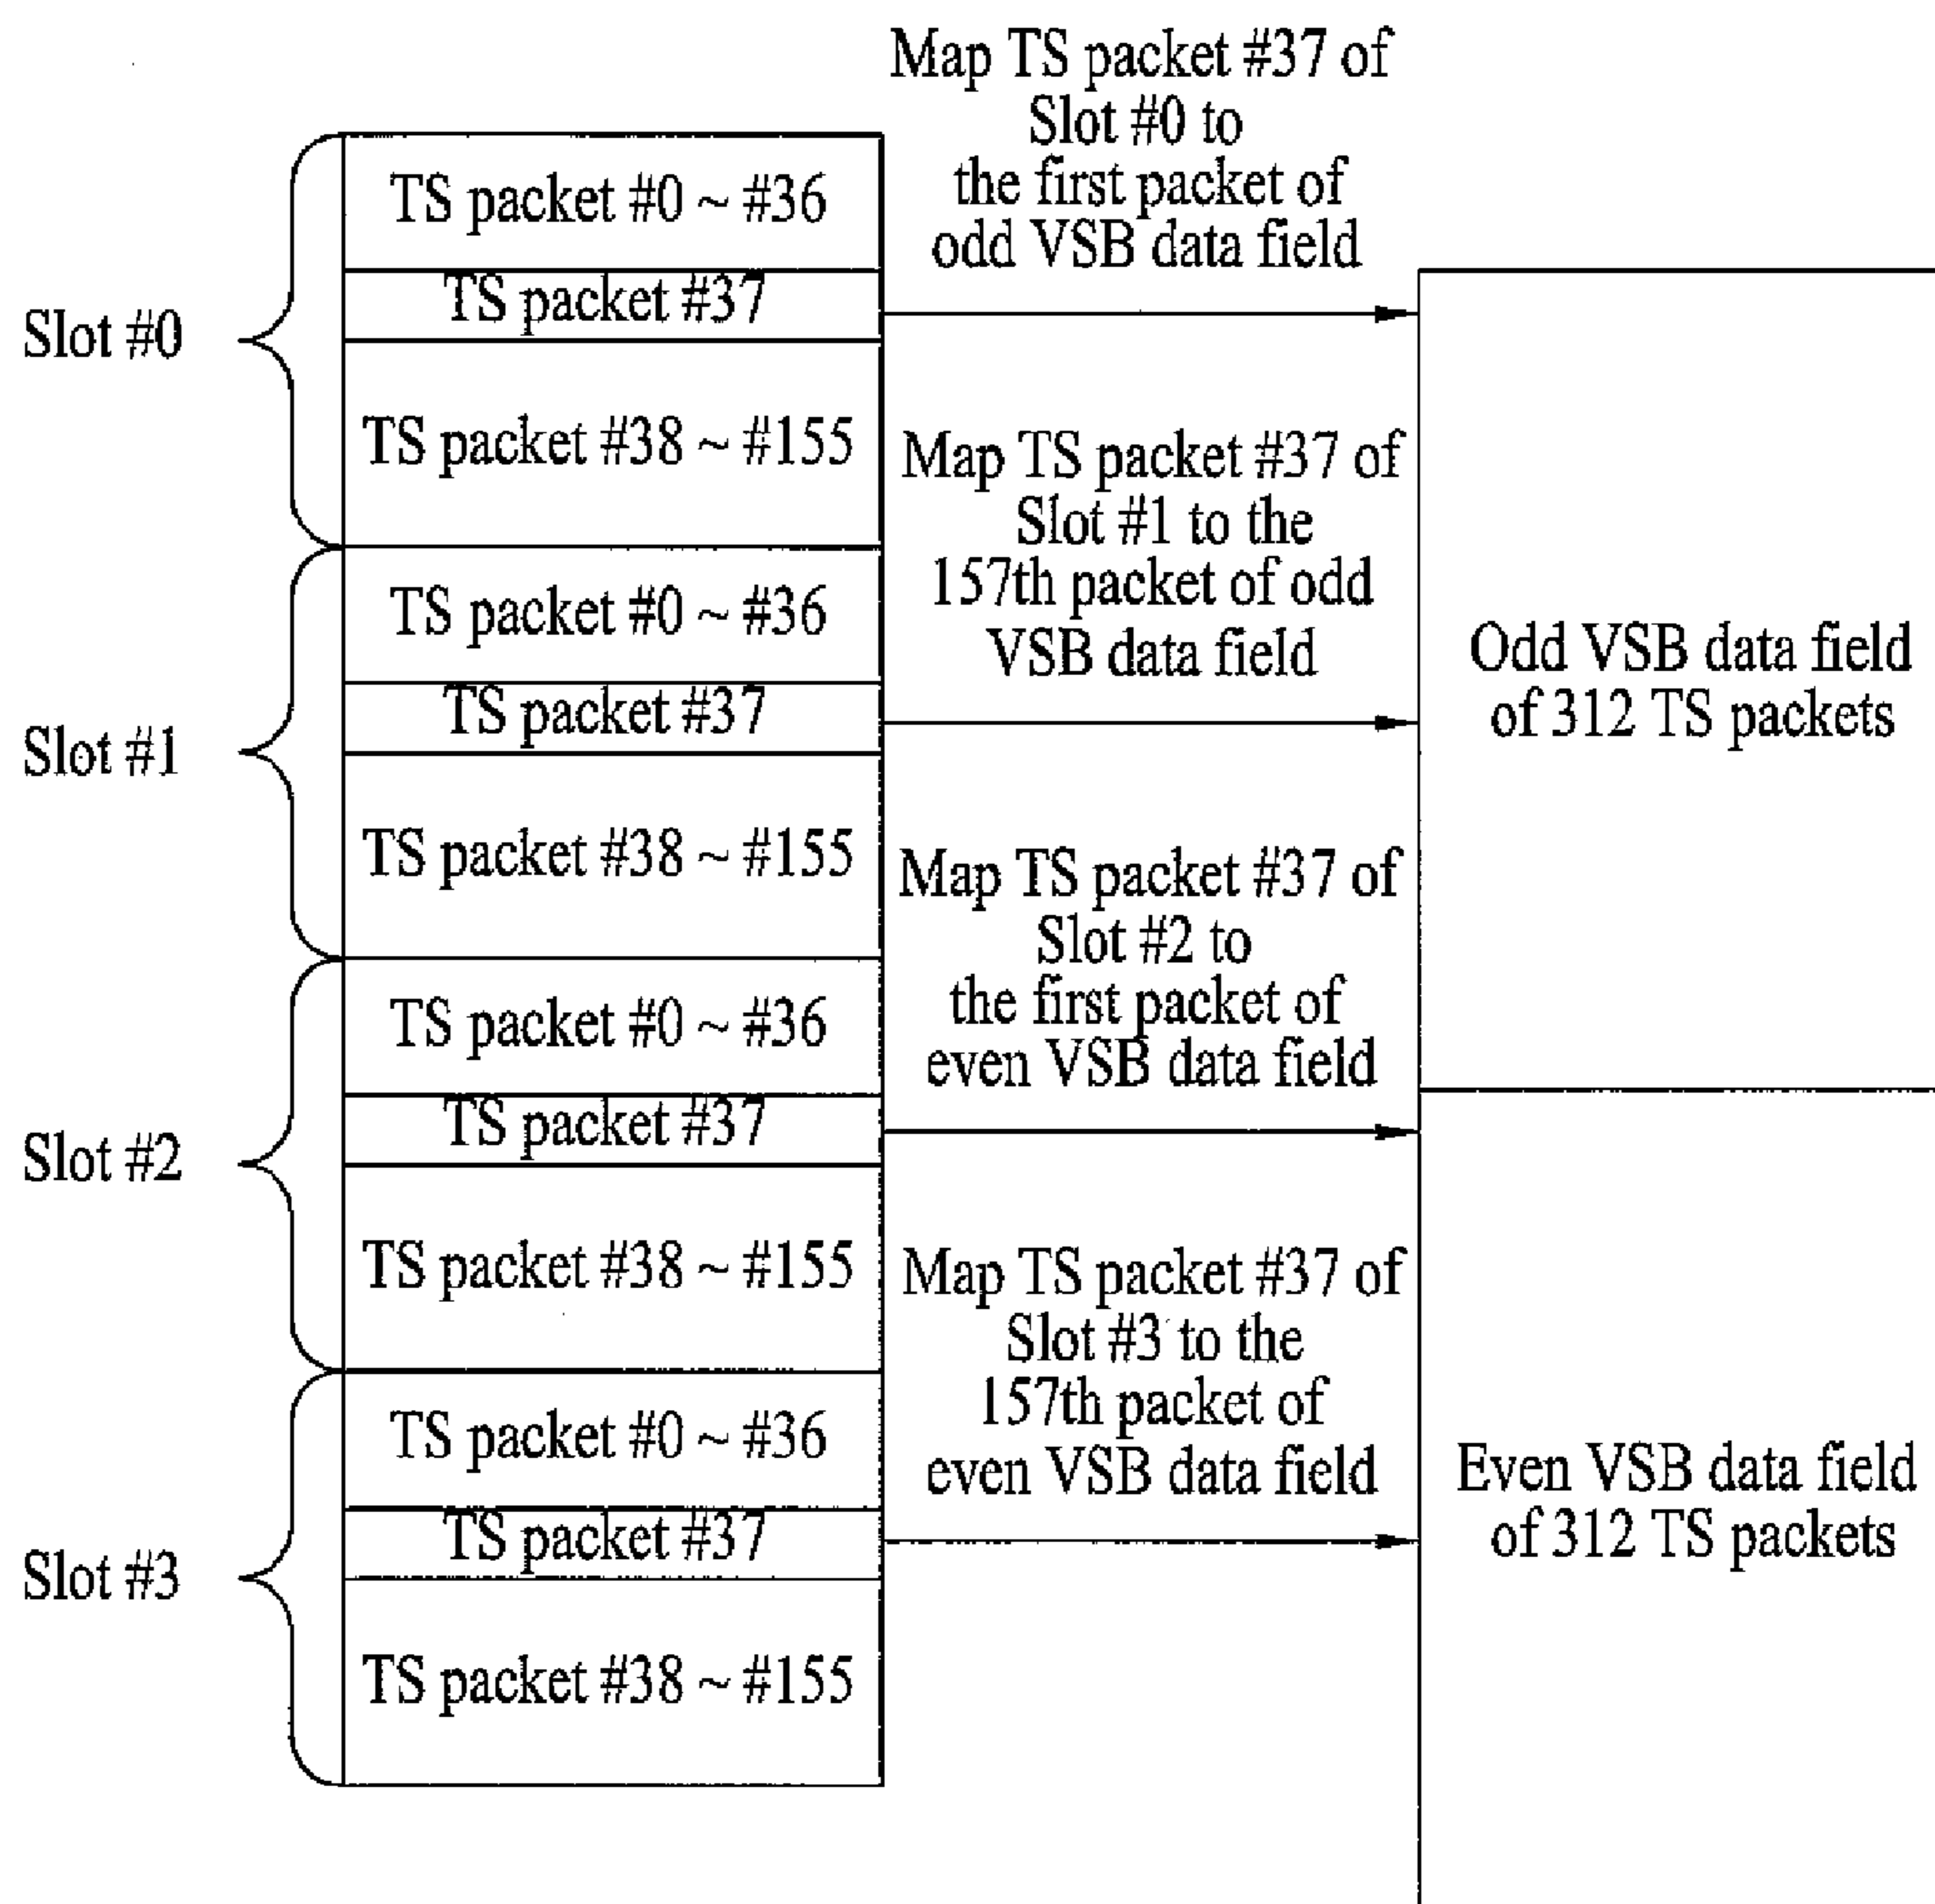 Map TS packet #37 of
Slot #0 to
the first packet of
odd VSB data field
TS packet #0 ~ #36
TS packet #37
Slot #0
TS packet #38 ~ #155
Map TS packet #37 of
Slot #1 to the
157th packet of odd
VSB data field
TS packet #0 ~ #36
TS packet #37
Slot #1
TS packet #38 ~ #155
Odd VSB data field
of 312 TS packets
Map TS packet #37 of
Slot #2 to
the first packet of
even VSB data field
TS packet #0 ~ #36
TS packet #37
Slot #2
TS packet #38 ~ #155
Map TS packet #37 of
Slot #3 to the
157th packet of
even VSB data field
TS packet #0 ~ #36
TS packet #37
Slot #3
TS packet #38 ~ #155
Even VSB data field
of 312 TS packets